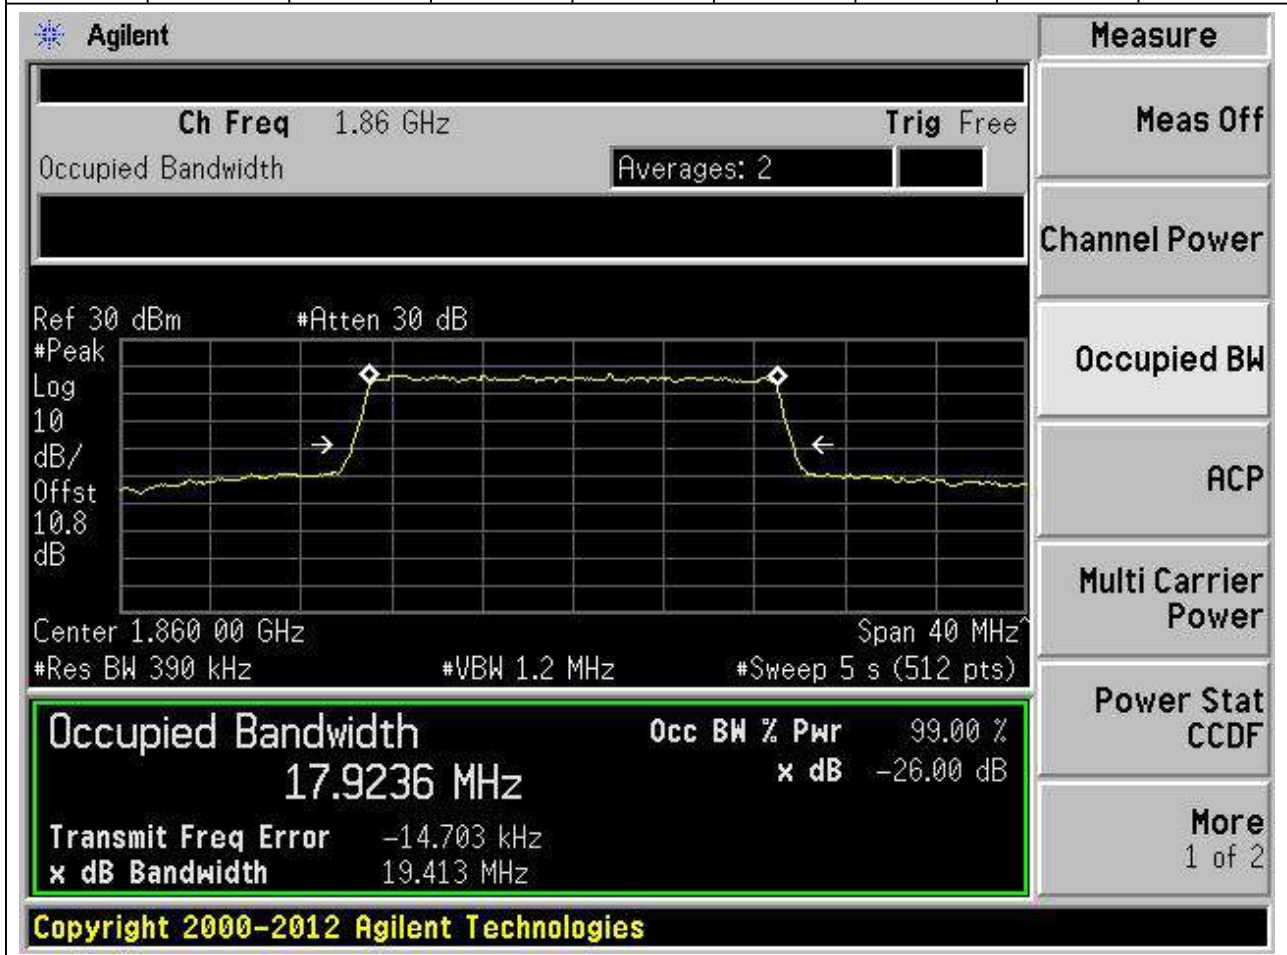 Agilent
Measure
Ch Freq 1.86 GHz Trig Free
Meas Off
Occupied Bandwidth Averages: 2
Channel Power
Ref 30 dBm #Atten 30 dB
#Peak
Log
10
dB/
Offst
10.8
dB
Occupied BW
ACP
Center 1.860 00 GHz Span 40 MHz^
#Res BW 390 kHz #VBW 1.2 MHz #Sweep 5 s (512 pts)
Multi Carrier
Power
Occupied Bandwidth Occ BW % Pwr 99.00 %
17.9236 MHz x dB -26.00 dB
Transmit Freq Error -14.703 kHz
x dB Bandwidth 19.413 MHz
Power Stat
CCDF
More
1 of 2
Copyright 2000-2012 Agilent Technologies